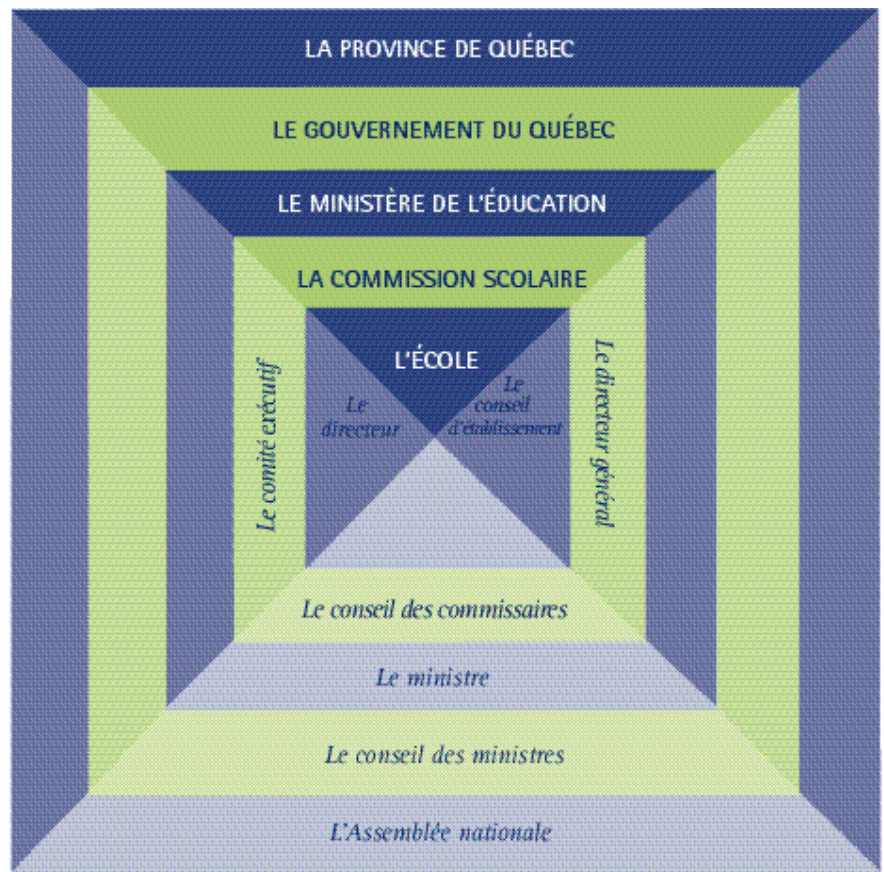 LA PROVINCE DE QUÉBEC
LE GOUVERNEMENT DU QUÉBEC
LE MINISTÈRE DE L'ÉDUCATION
LA COMMISSION SCOLAIRE
L'ÉCOLE
Le comité exécutif
Le
directeur
Le
conseil
d'établissement
Le directeur général
Le conseil des commissaires
Le ministre
Le conseil des ministres
L'Assemblée nationale